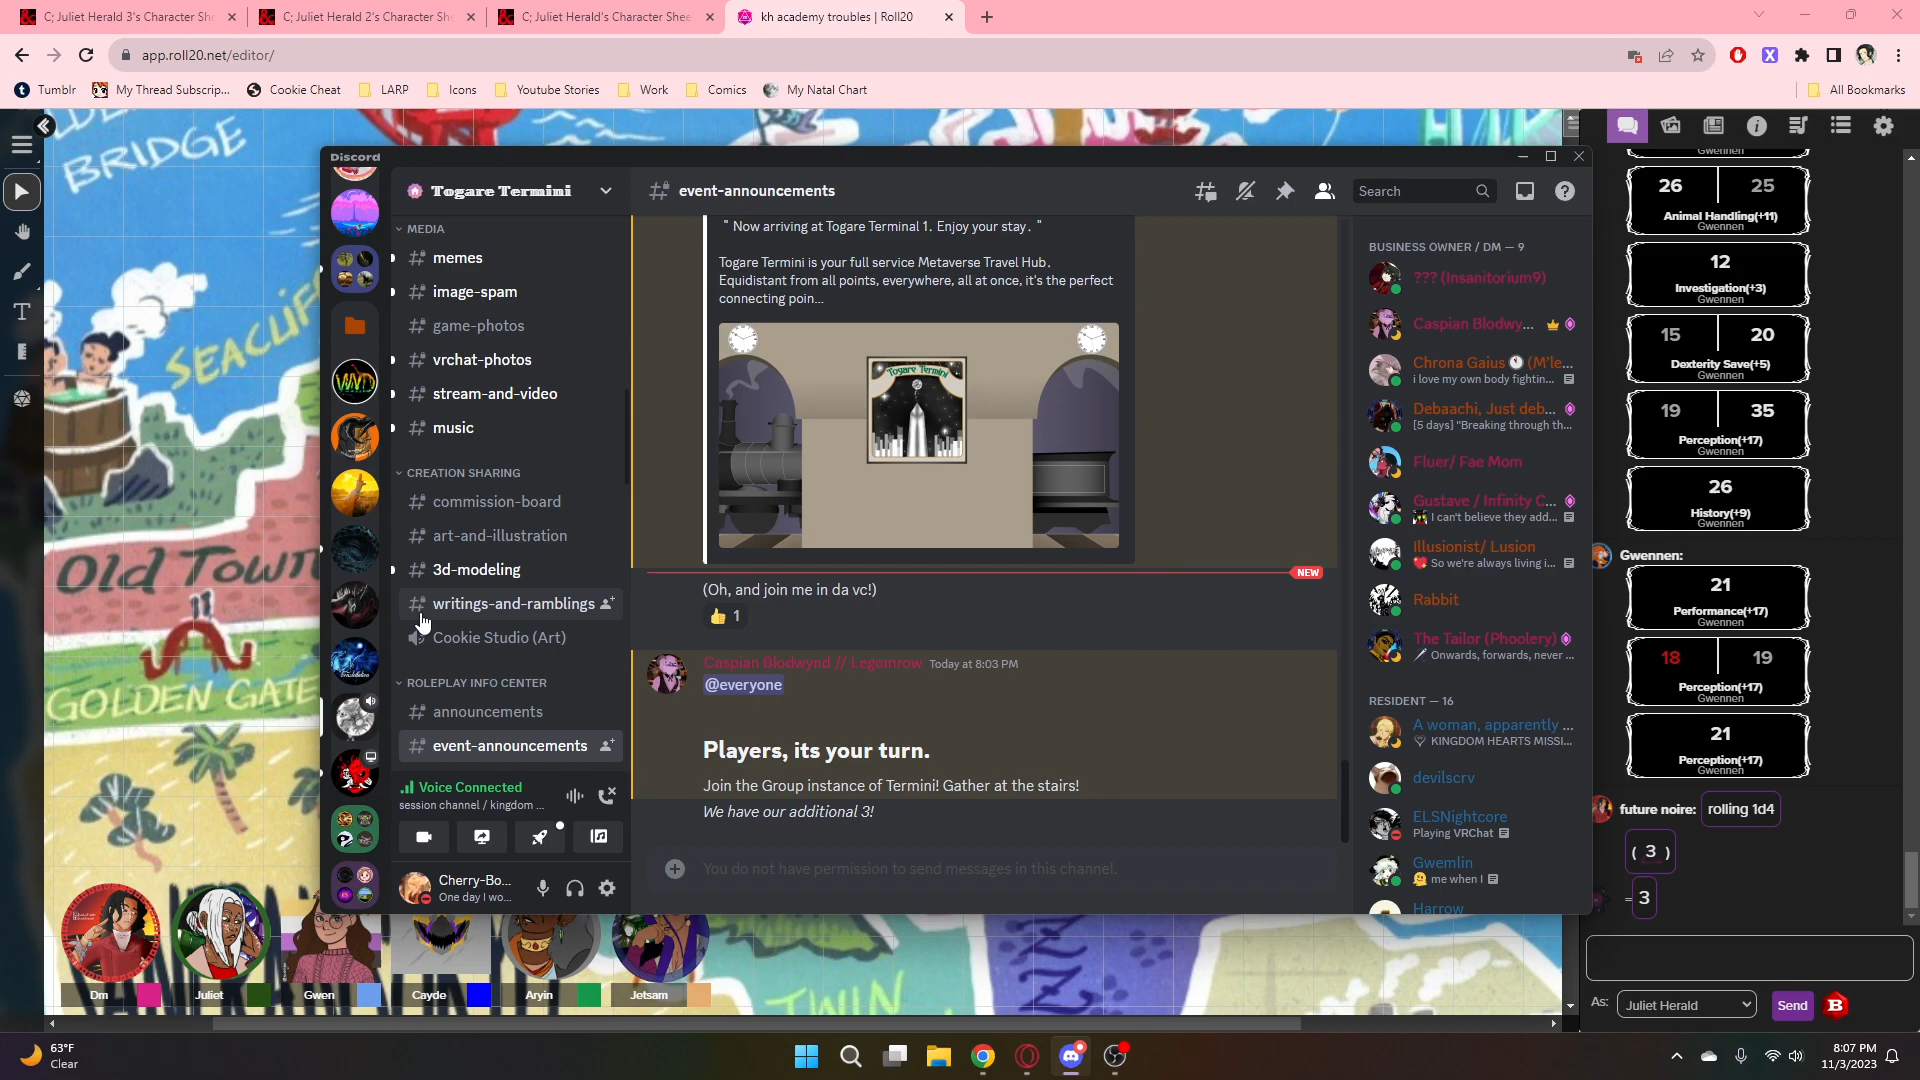 C; Juliet Herald 3's Character She
C; Juliet Herald 2's Character She
C; Juliet Herald's Character Shee
kh academy troubles | Roll20
app.roll20.net/editor/
Tumblr
My Thread Subscrip...
Cookie Cheat
LARP
Icons
Youtube Stories
Work
Comics
My Natal Chart
All Bookmarks
BRIDGE
SEACLIF
OLD TOWN
GOLDEN GATE
TWIN
Discord
Togare Termini
MEDIA
memes
image-spam
game-photos
vrchat-photos
stream-and-video
music
CREATION SHARING
commission-board
art-and-illustration
3d-modeling
writings-and-ramblings
Cookie Studio (Art)
ROLEPLAY INFO CENTER
announcements
event-announcements
Voice Connected
session channel / kingdom ...
Cherry-Bo...
One day I wo...
event-announcements
Search
" Now arriving at Togare Terminal 1. Enjoy your stay. "
Togare Termini is your full service Metaverse Travel Hub.
Equidistant from all points, everywhere, all at once, it's the perfect
connecting poin...
Togare Termini
NEW
(Oh, and join me in da vc!)
👍 1
Caspian Blodwynd // Legomrow Today at 8:03 PM
@everyone
Players, its your turn.
Join the Group instance of Termini! Gather at the stairs!
We have our additional 3!
You do not have permission to send messages in this channel.
BUSINESS OWNER / DM — 9
??? (Insanitorium9)
Caspian Blodwy...
Chrona Gaius (M'le...
i love my own body fightin...
Debaachi, Just deb...
[5 days] "Breaking through th...
Fluer/ Fae Mom
Gustave / Infinity C...
I can't believe they add...
Illusionist/ Lusion
So we're always living i...
Rabbit
The Tailor (Phoolery)
Onwards, forwards, never ...
RESIDENT — 16
A woman, apparently ...
KINGDOM HEARTS MISSI...
devilscrv
ELSNightcore
Playing VRChat
Gwemlin
me when I
Harrow
Gwennen
26 25
Animal Handling(+11)
Gwennen
12
Investigation(+3)
Gwennen
15 20
Dexterity Save(+5)
Gwennen
19 35
Perception(+17)
Gwennen
26
History(+9)
Gwennen
Gwennen:
21
Performance(+17)
Gwennen
18 19
Perception(+17)
Gwennen
21
Perception(+17)
Gwennen
future noire: rolling 1d4
( 3 )
= 3
As: Juliet Herald Send
Dm
Juliet
Gwen
Cayde
Aryin
Jetsam
63°F
Clear
8:07 PM
11/3/2023